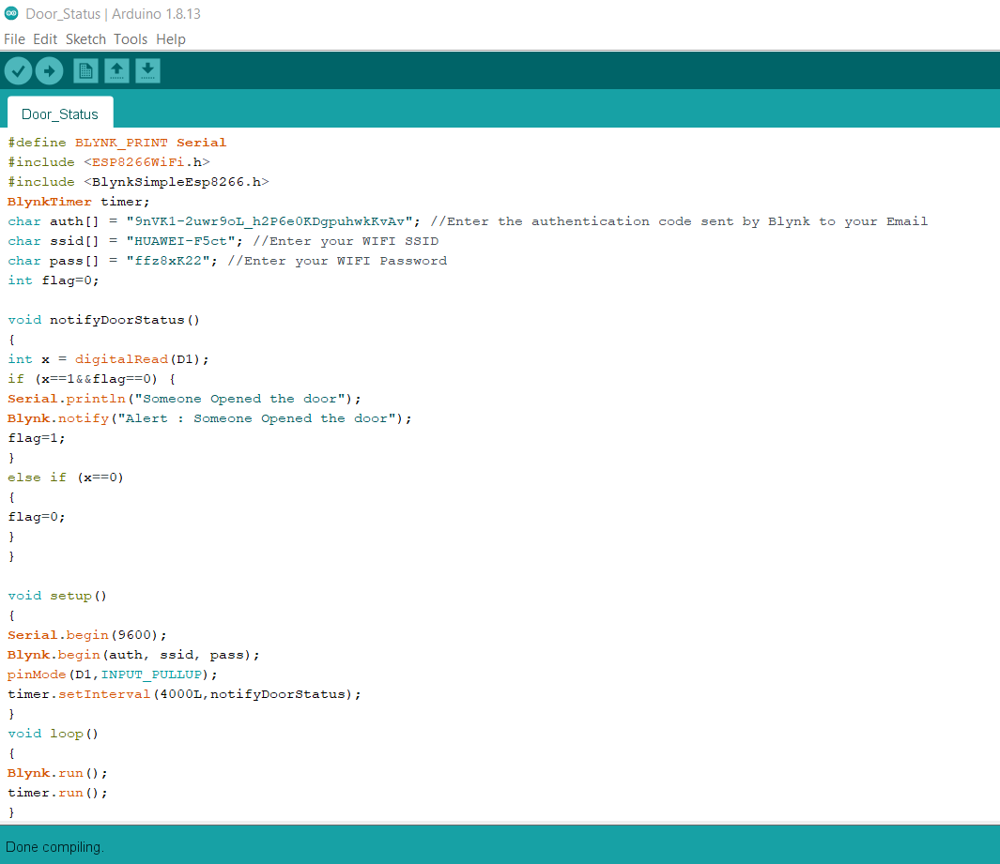 Door_Status | Arduino 1.8.13
File Edit Sketch Tools Help
Door_Status
#define BLYNK_PRINT Serial
#include <ESP8266WiFi.h>
#include <BlynkSimpleEsp8266.h>
BlynkTimer timer;
char auth[] = "9nVK1-2uwr9oL_h2P6e0KDgpuhwkKvAv"; //Enter the authentication code sent by Blynk to your Email
char ssid[] = "HUAWEI-F5ct"; //Enter your WIFI SSID
char pass[] = "ffz8xK22"; //Enter your WIFI Password
int flag=0;

void notifyDoorStatus()
{
int x = digitalRead(D1);
if (x==1&&flag==0) {
Serial.println("Someone Opened the door");
Blynk.notify("Alert : Someone Opened the door");
flag=1;
}
else if (x==0)
{
flag=0;
}
}

void setup()
{
Serial.begin(9600);
Blynk.begin(auth, ssid, pass);
pinMode(D1,INPUT_PULLUP);
timer.setInterval(4000L,notifyDoorStatus);
}
void loop()
{
Blynk.run();
timer.run();
}
Done compiling.